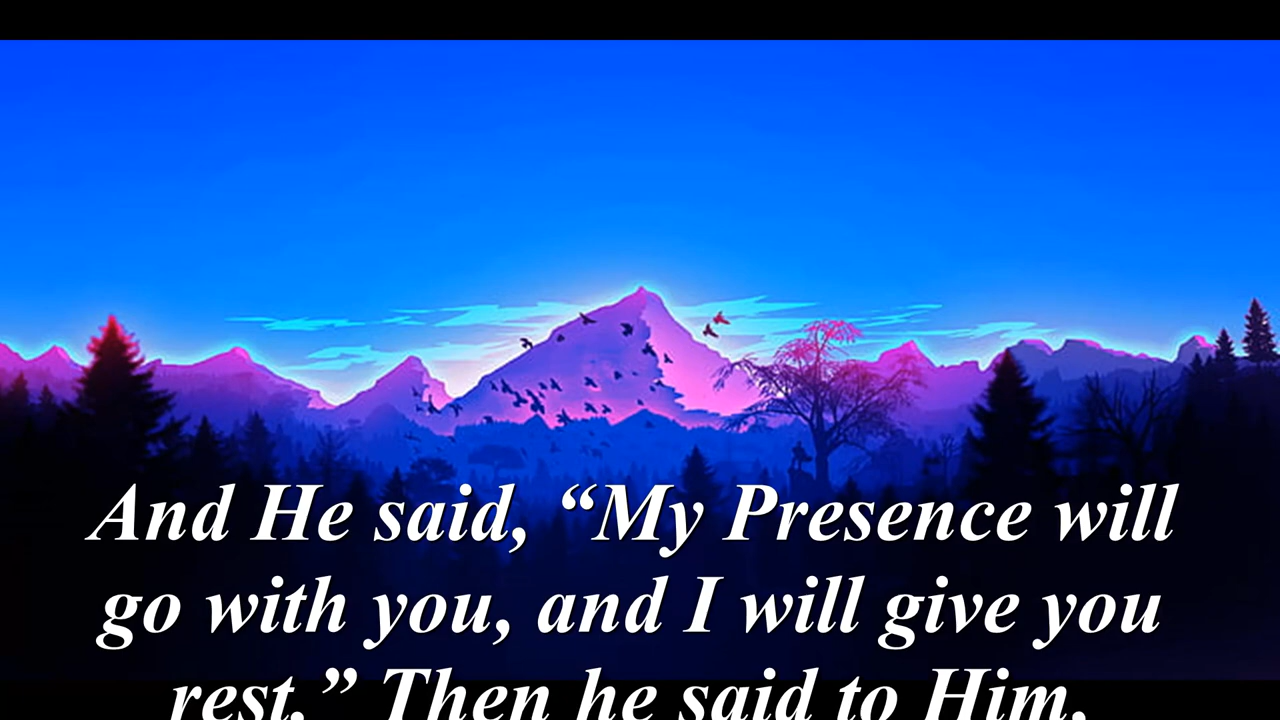 And He said, “My Presence will
go with you, and I will give you
rest.” Then he said to Him,